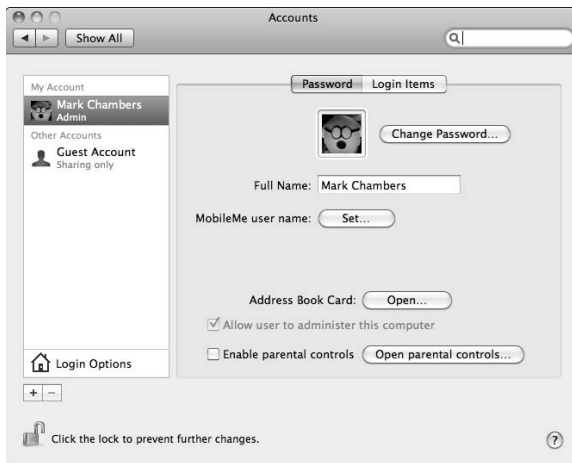 Accounts
Show All
My Account
Mark Chambers
Admin
Other Accounts
Guest Account
Sharing only
Login Options
+ −
Password Login Items
Change Password...
Full Name: Mark Chambers
MobileMe user name: Set...
Address Book Card: Open...
Allow user to administer this computer
Enable parental controls Open parental controls...
Click the lock to prevent further changes.
?